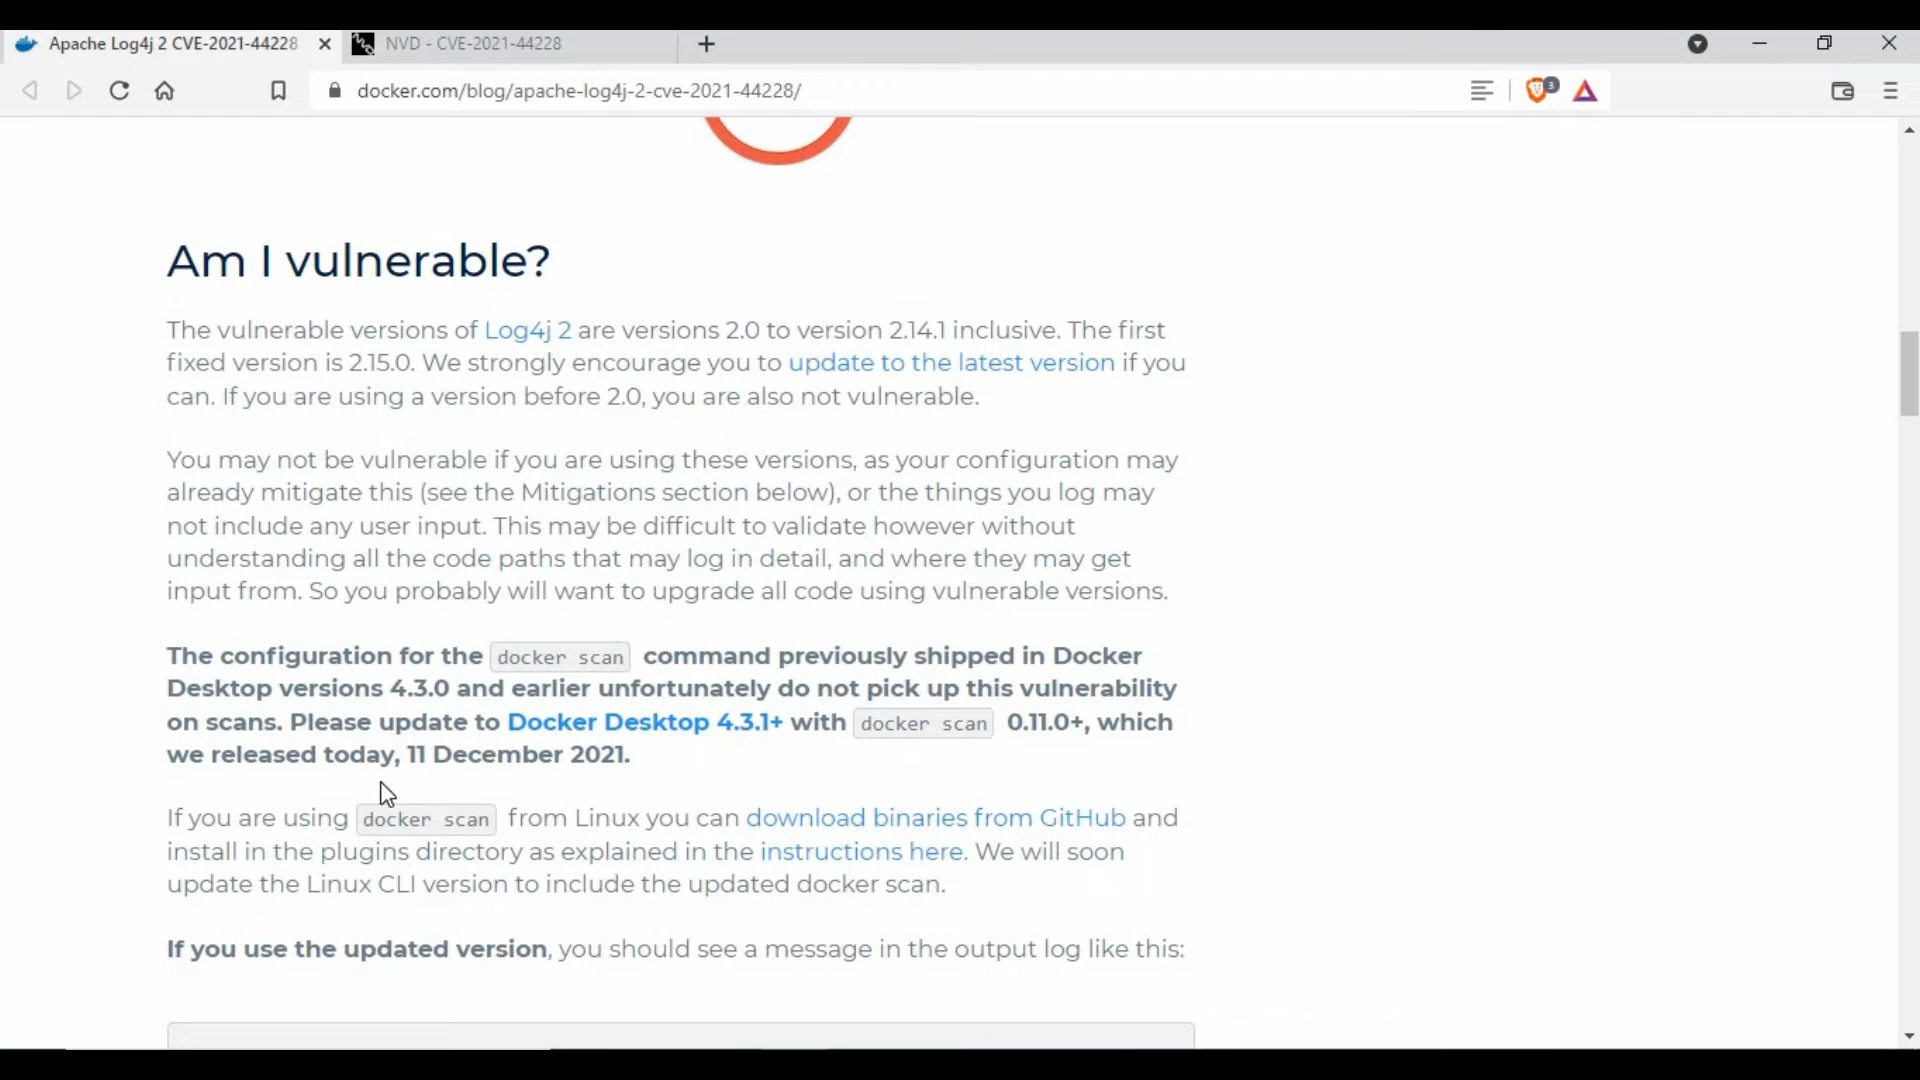 Apache Log4j 2 CVE-2021-44228
NVD - CVE-2021-44228
docker.com/blog/apache-log4j-2-cve-2021-44228/
3
Am I vulnerable?
The vulnerable versions of Log4j 2 are versions 2.0 to version 2.14.1 inclusive. The first
fixed version is 2.15.0. We strongly encourage you to update to the latest version if you
can. If you are using a version before 2.0, you are also not vulnerable.
You may not be vulnerable if you are using these versions, as your configuration may
already mitigate this (see the Mitigations section below), or the things you log may
not include any user input. This may be difficult to validate however without
understanding all the code paths that may log in detail, and where they may get
input from. So you probably will want to upgrade all code using vulnerable versions.
The configuration for the docker scan command previously shipped in Docker
Desktop versions 4.3.0 and earlier unfortunately do not pick up this vulnerability
on scans. Please update to Docker Desktop 4.3.1+ with docker scan 0.11.0+, which
we released today, 11 December 2021.
If you are using docker scan from Linux you can download binaries from GitHub and
install in the plugins directory as explained in the instructions here. We will soon
update the Linux CLI version to include the updated docker scan.
If you use the updated version, you should see a message in the output log like this: